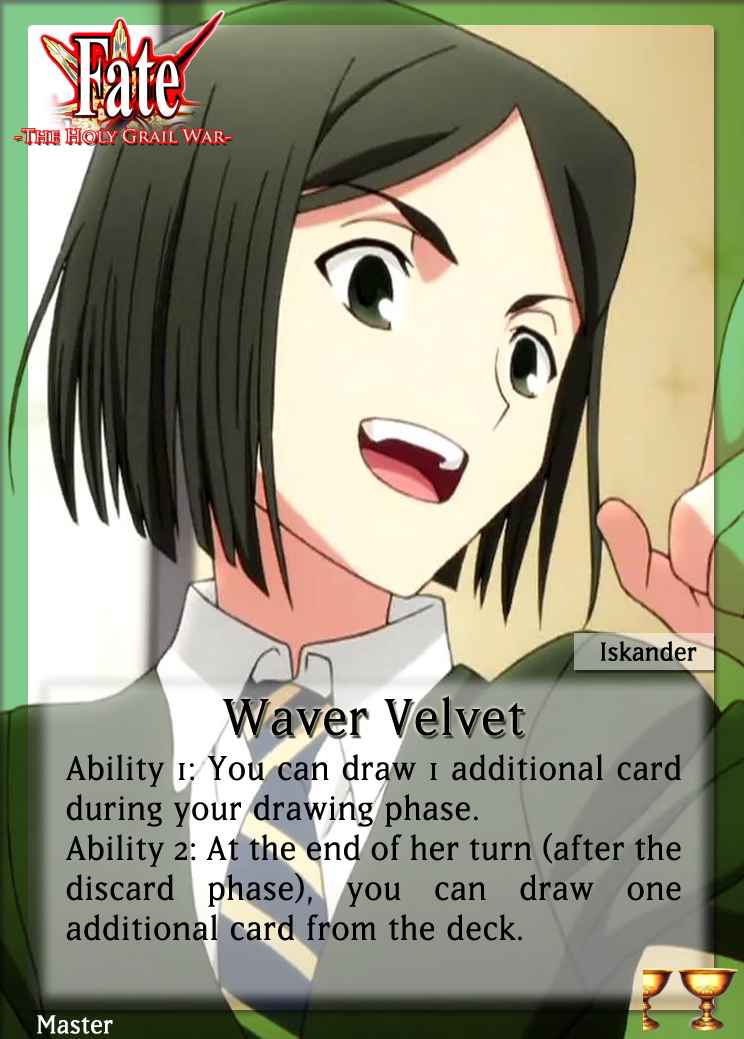 Fate
-THE HOLY GRAIL WAR-
Iskander
Waver Velvet
Ability 1: You can draw 1 additional card
during your drawing phase.
Ability 2: At the end of her turn (after the
discard phase), you can draw one
additional card from the deck.
Master